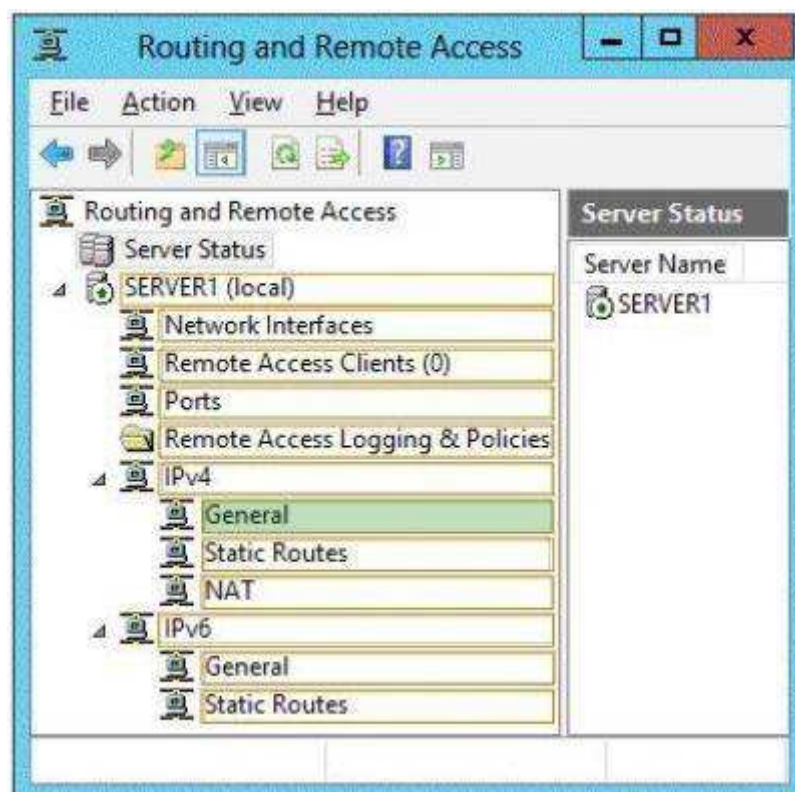 Routing and Remote Access
File Action View Help
Routing and Remote Access
Server Status
SERVER1 (local)
Network Interfaces
Remote Access Clients (0)
Ports
Remote Access Logging & Policies
IPv4
General
Static Routes
NAT
IPv6
General
Static Routes
Server Status
Server Name
SERVER1